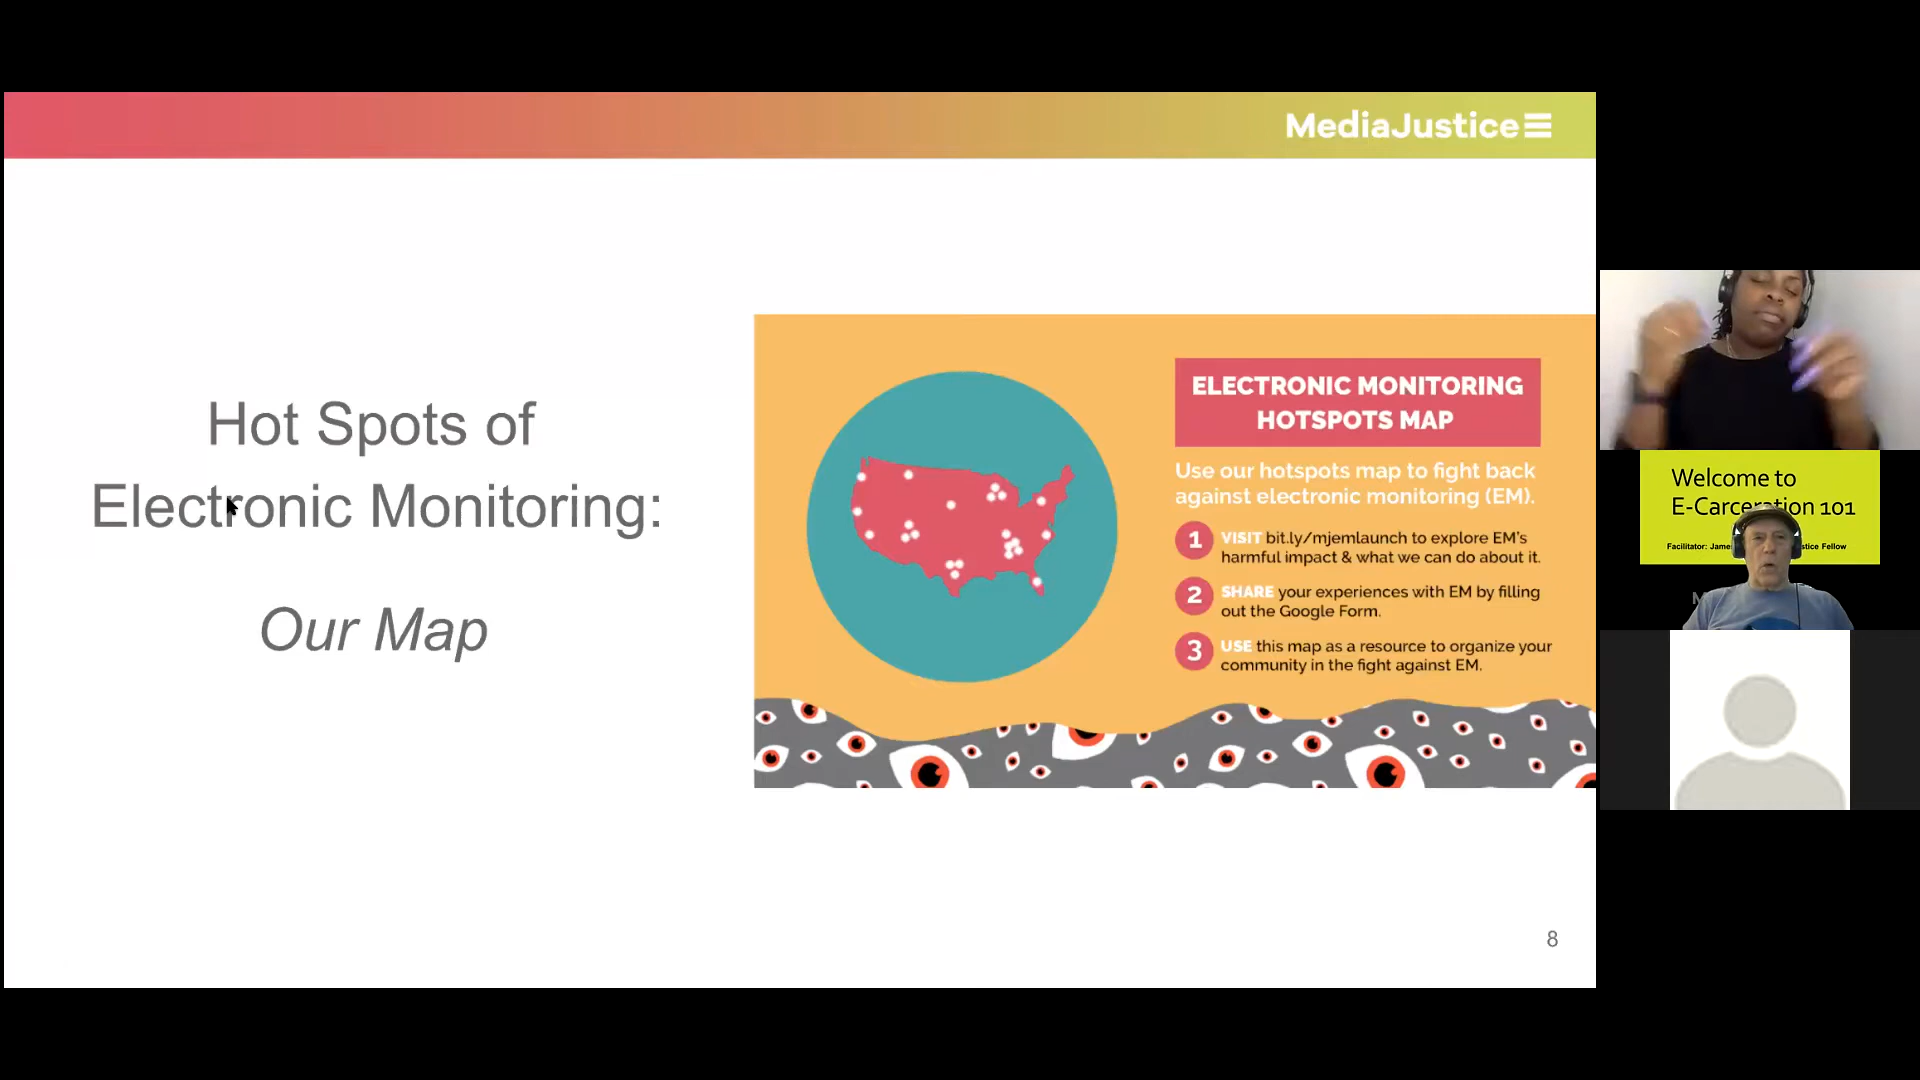 MediaJustice
Hot Spots of
Electronic Monitoring:
Our Map
ELECTRONIC MONITORING
HOTSPOTS MAP
Use our hotspots map to fight back
against electronic monitoring (EM).
1 VISIT bit.ly/mjemlaunch to explore EM's
harmful impact & what we can do about it.
2 SHARE your experiences with EM by filling
out the Google Form.
3 USE this map as a resource to organize your
community in the fight against EM.
8
Welcome to
E-Carceration 101
Facilitator: James
Fellow